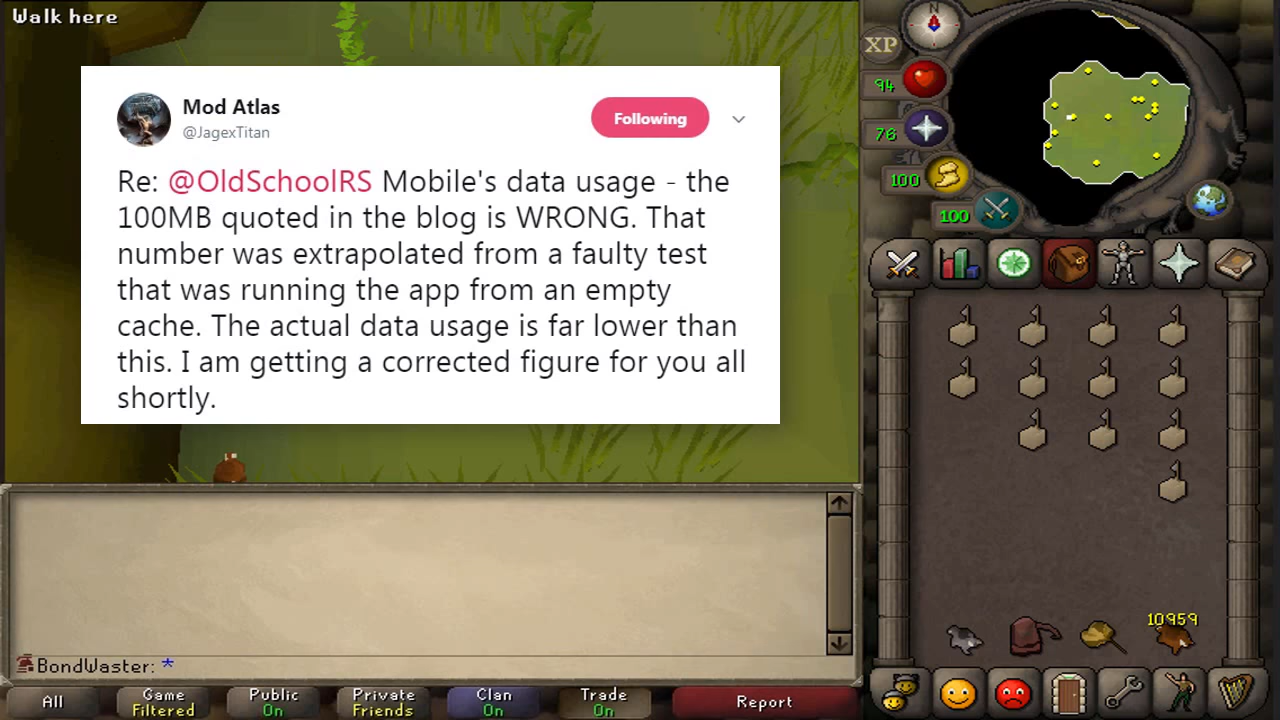 Walk here
N
XP
94
76
100
100
Mod Atlas
@JagexTitan
Following
Re: @OldSchoolRS Mobile's data usage - the
100MB quoted in the blog is WRONG. That
number was extrapolated from a faulty test
that was running the app from an empty
cache. The actual data usage is far lower than
this. I am getting a corrected figure for you all
shortly.
10959
BondWaster: *
All
Game
Filtered
Public
On
Private
Friends
Clan
On
Trade
On
Report